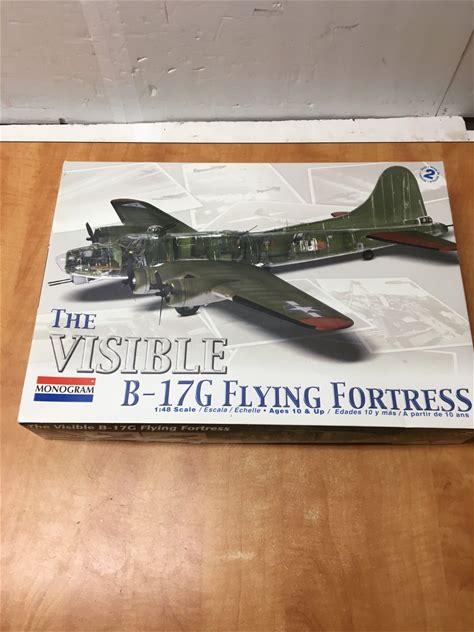 2
THE
VISIBLE
B-17G FLYING FORTRESS
MONOGRAM
1:48 Scale / Escala / Echelle • Ages 10 & Up / Edades 10 y más / A partir de 10 ans
The Visible B-17G Flying Fortress